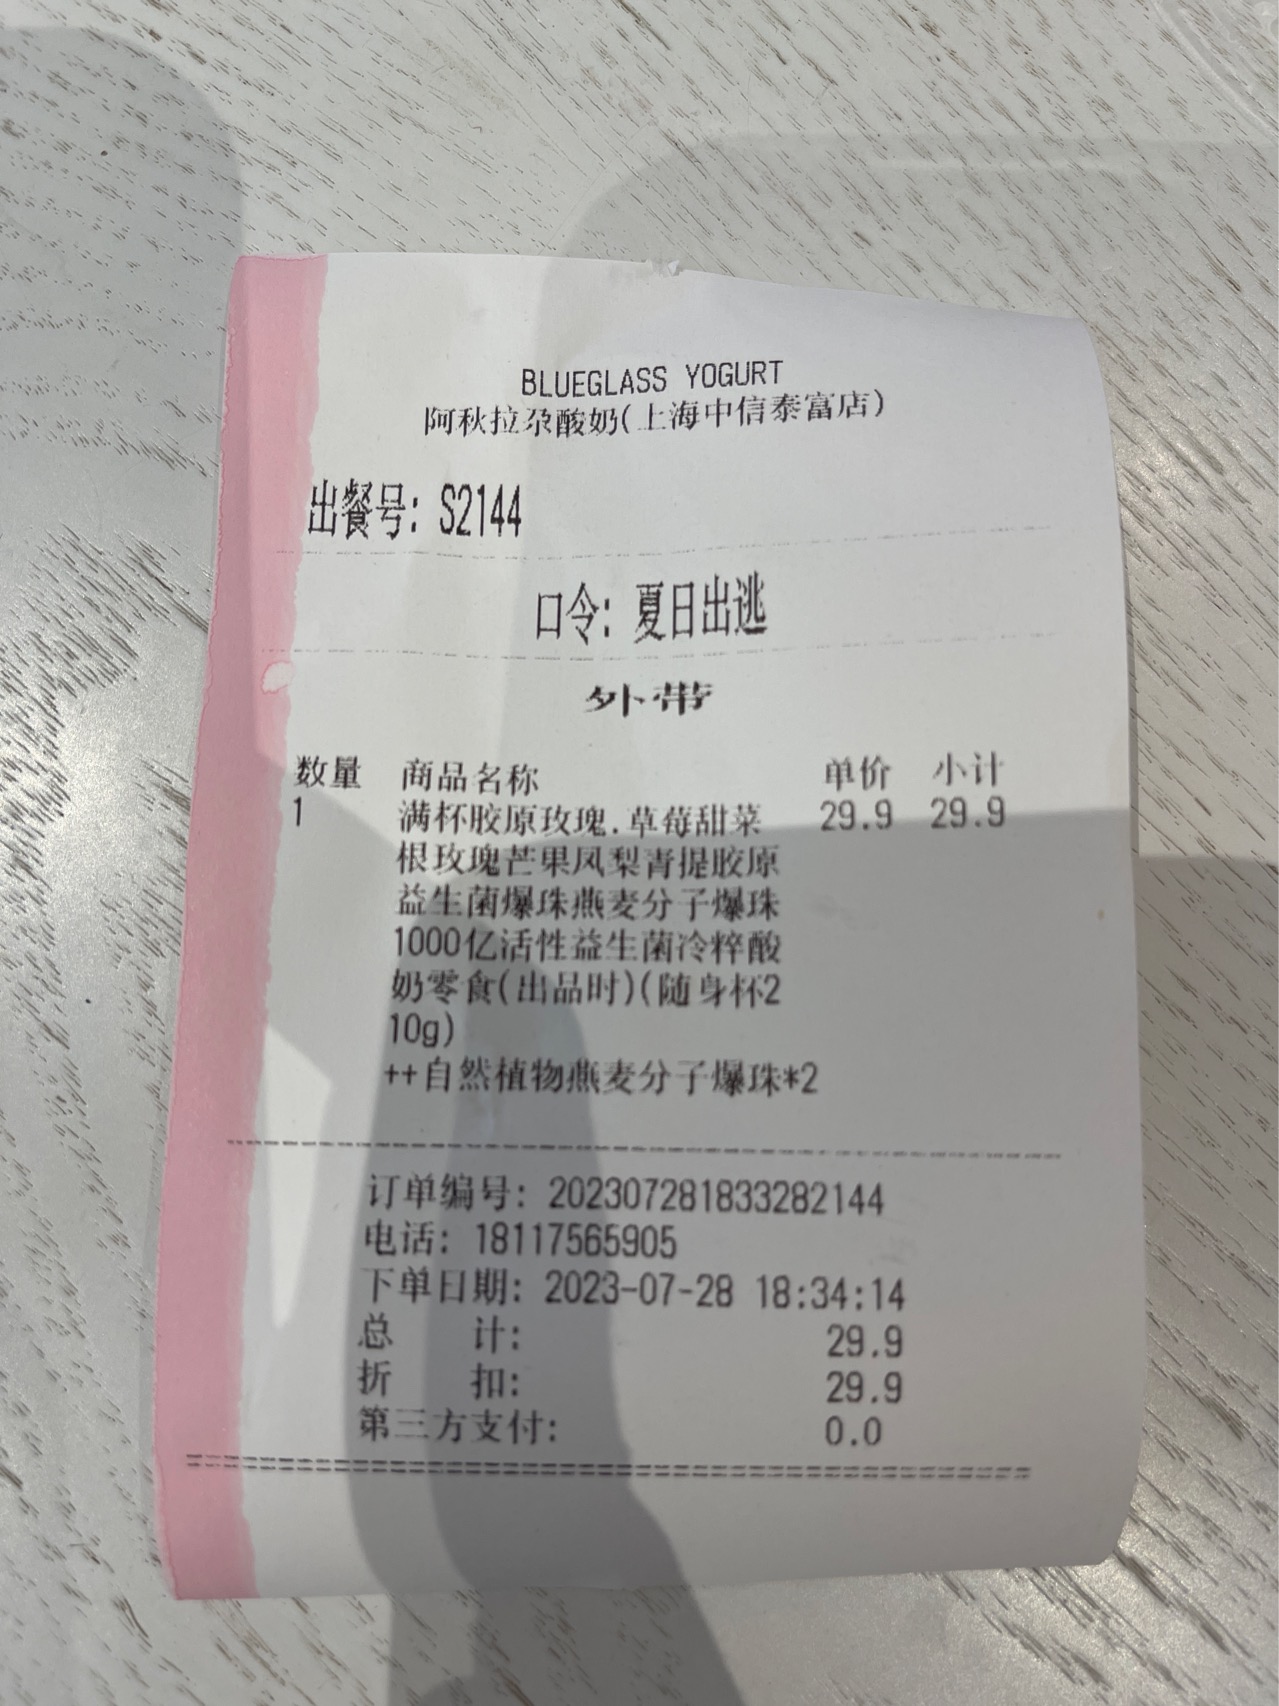 BLUEGLASS YOGURT
阿秋拉尕酸奶(上海中信泰富店)
出餐号: S2144
口令: 夏日出逃
外带
数量 商品名称 单价 小计
1 满杯胶原玫瑰.草莓甜菜 29.9 29.9
根玫瑰芒果凤梨青提胶原
益生菌爆珠燕麦分子爆珠
1000亿活性益生菌冷粹酸
奶零食(出品时)(随身杯2
10g)
++自然植物燕麦分子爆珠*2
订单编号: 202307281833282144
电话: 18117565905
下单日期: 2023-07-28 18:34:14
总 计: 29.9
折 扣: 29.9
第三方支付: 0.0